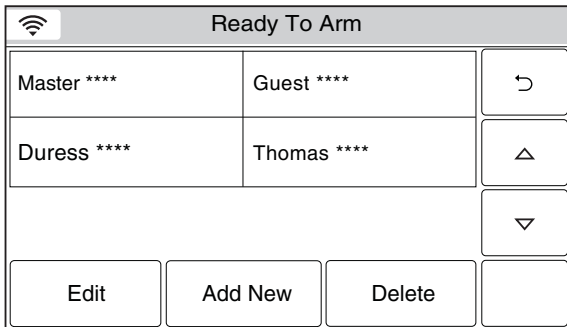 Ready To Arm
Master **** Guest ****
Duress **** Thomas ****
Edit Add New Delete